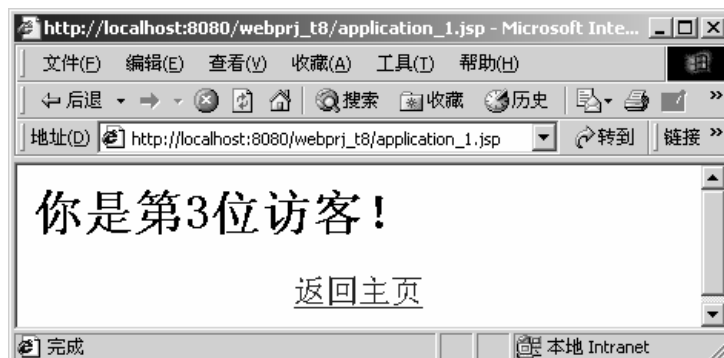 http://localhost:8080/webprj_t8/application_1.jsp - Microsoft Inte...
文件(F) 编辑(E) 查看(V) 收藏(A) 工具(T) 帮助(H)
后退 搜索 收藏 历史 »
地址(D) http://localhost:8080/webprj_t8/application_1.jsp 转到 链接 »
你是第3位访客!
返回主页
完成 本地 Intranet